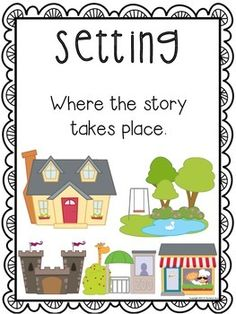 setting
Where the story
takes place.